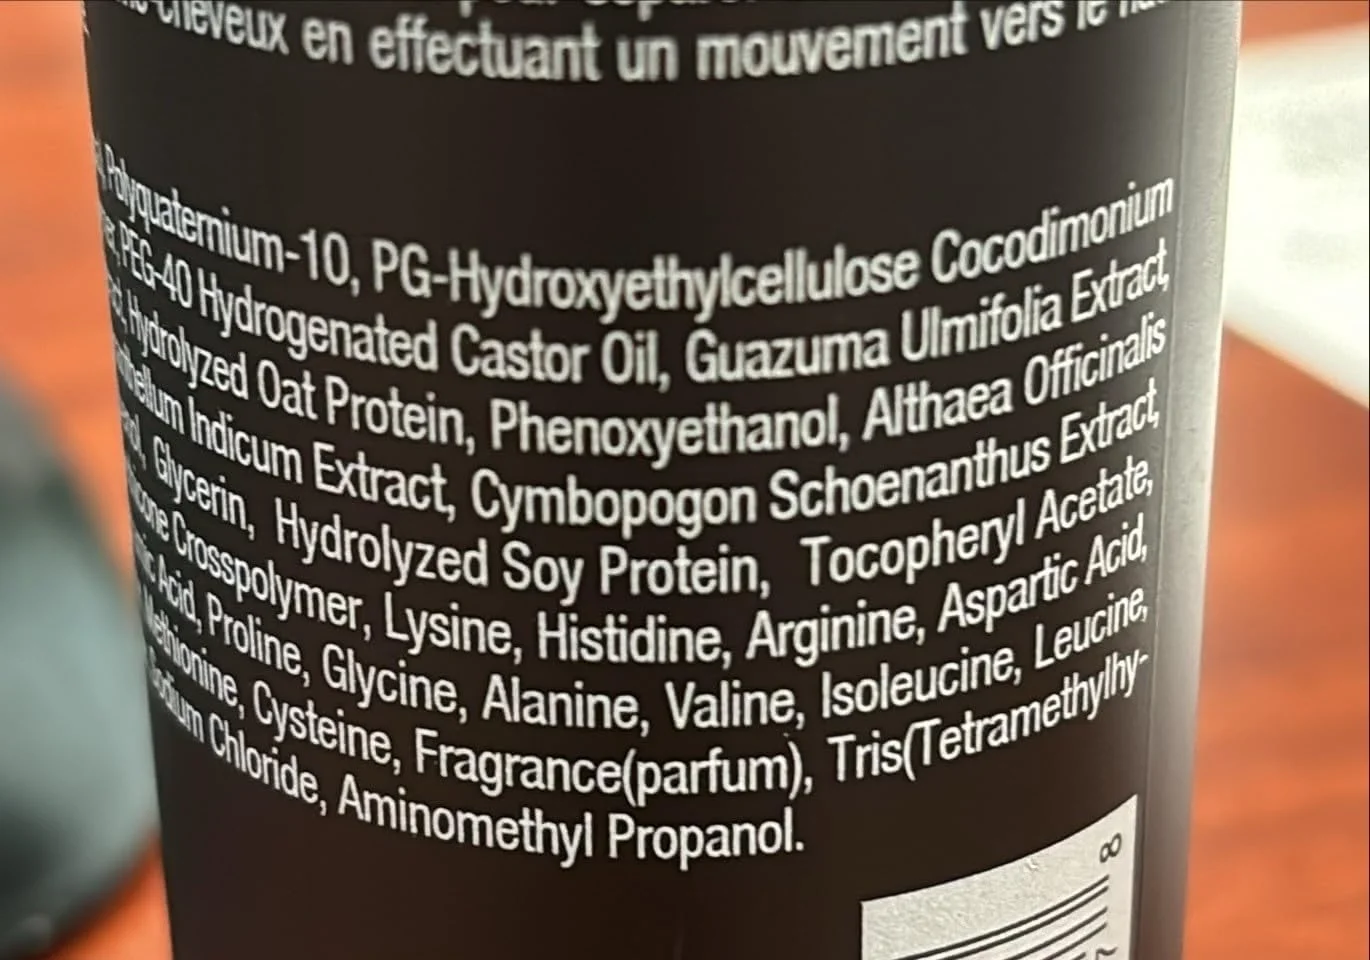 cheveux en effectuant un mouvement vers le
Polyquaternium-10, PG-Hydroxyethylcellulose Cocodimonium
PEG-40 Hydrogenated Castor Oil, Guazuma Ulmifolia Extract,
Hydrolyzed Oat Protein, Phenoxyethanol, Althaea Officinalis
Indicum Extract, Cymbopogon Schoenanthus Extract,
Glycerin, Hydrolyzed Soy Protein, Tocopheryl Acetate,
Crosspolymer, Lysine, Histidine, Arginine, Aspartic Acid,
Acid, Proline, Glycine, Alanine, Valine, Isoleucine, Leucine,
Methionine, Cysteine, Fragrance(parfum), Tris(Tetramethylhy-
Sodium Chloride, Aminomethyl Propanol.
8